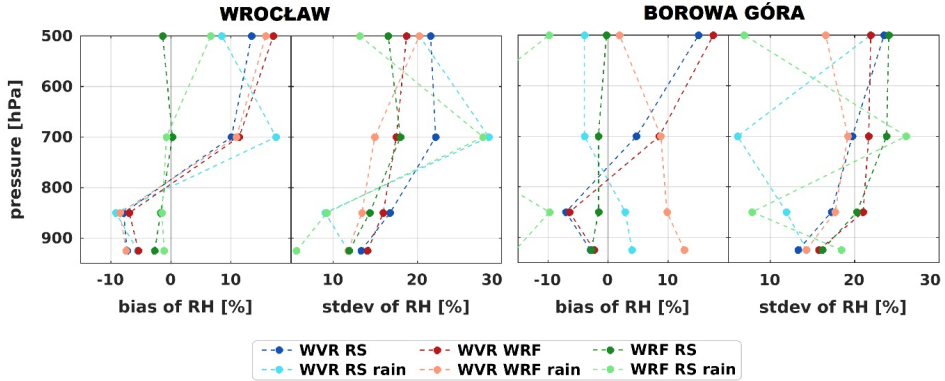 WROCŁAW BOROWA GÓRA
500
600
700
800
900
pressure [hPa]
-10 0 10 10 20 30 -10 0 10 10 20 30
bias of RH [%] stdev of RH [%] bias of RH [%] stdev of RH [%]
WVR RS WVR WRF WRF RS
WVR RS rain WVR WRF rain WRF RS rain